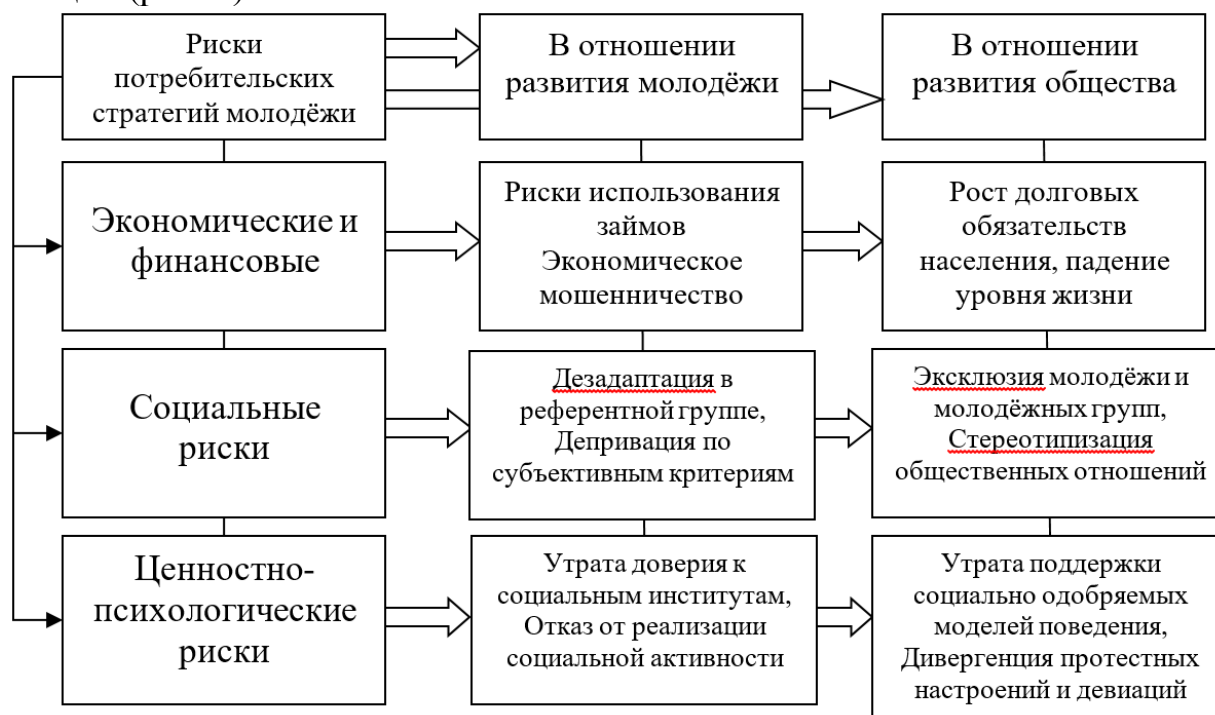 Риски
потребительских
стратегий молодёжи
В отношении
развития молодёжи
В отношении
развития общества
Экономические и
финансовые
Риски использования
займов
Экономическое
мошенничество
Рост долговых
обязательств
населения, падение
уровня жизни
Социальные
риски
Дезадаптация в
референтной группе,
Депривация по
субъективным критериям
Эксклюзия молодёжи и
молодёжных групп,
Стереотипизация
общественных отношений
Ценностно-
психологические
риски
Утрата доверия к
социальным институтам,
Отказ от реализации
социальной активности
Утрата поддержки
социально одобряемых
моделей поведения,
Дивергенция протестных
настроений и девиаций